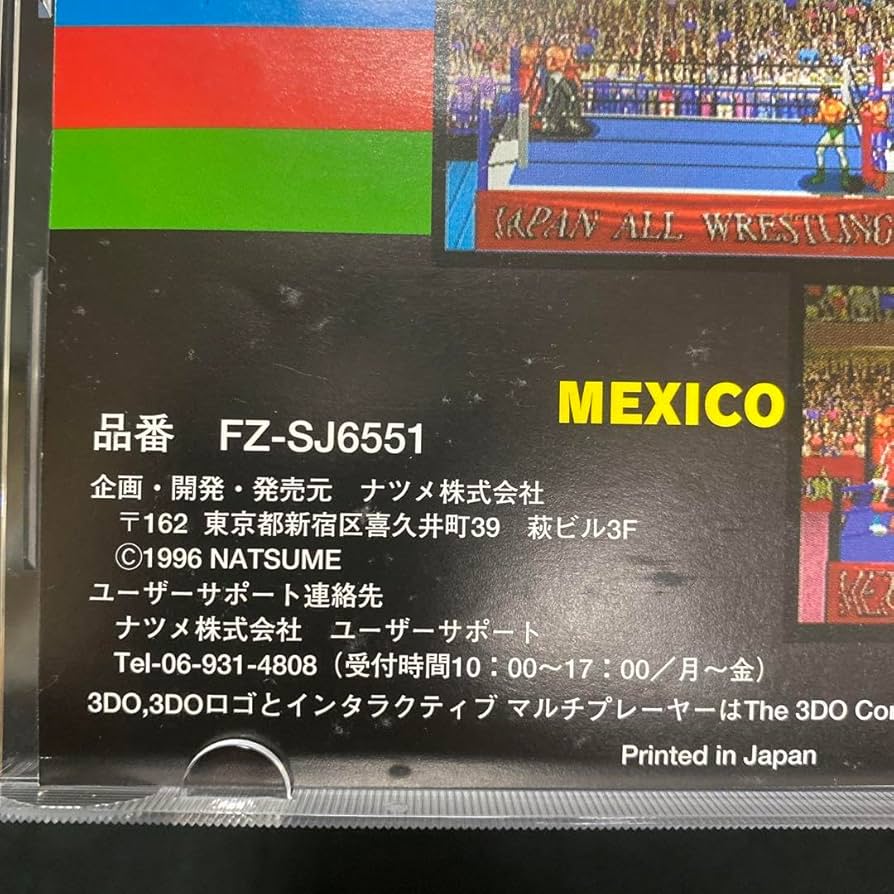 JAPAN ALL WRESTLING
MEXICO
品番 FZ-SJ6551
企画・開発・発売元 ナツメ株式会社
〒162 東京都新宿区喜久井町39 萩ビル3F
©1996 NATSUME
ユーザーサポート連絡先
ナツメ株式会社 ユーザーサポート
Tel-06-931-4808（受付時間10：00〜17：00／月〜金）
3DO,3DOロゴとインタラクティブ マルチプレーヤーはThe 3DO
Printed in Japan